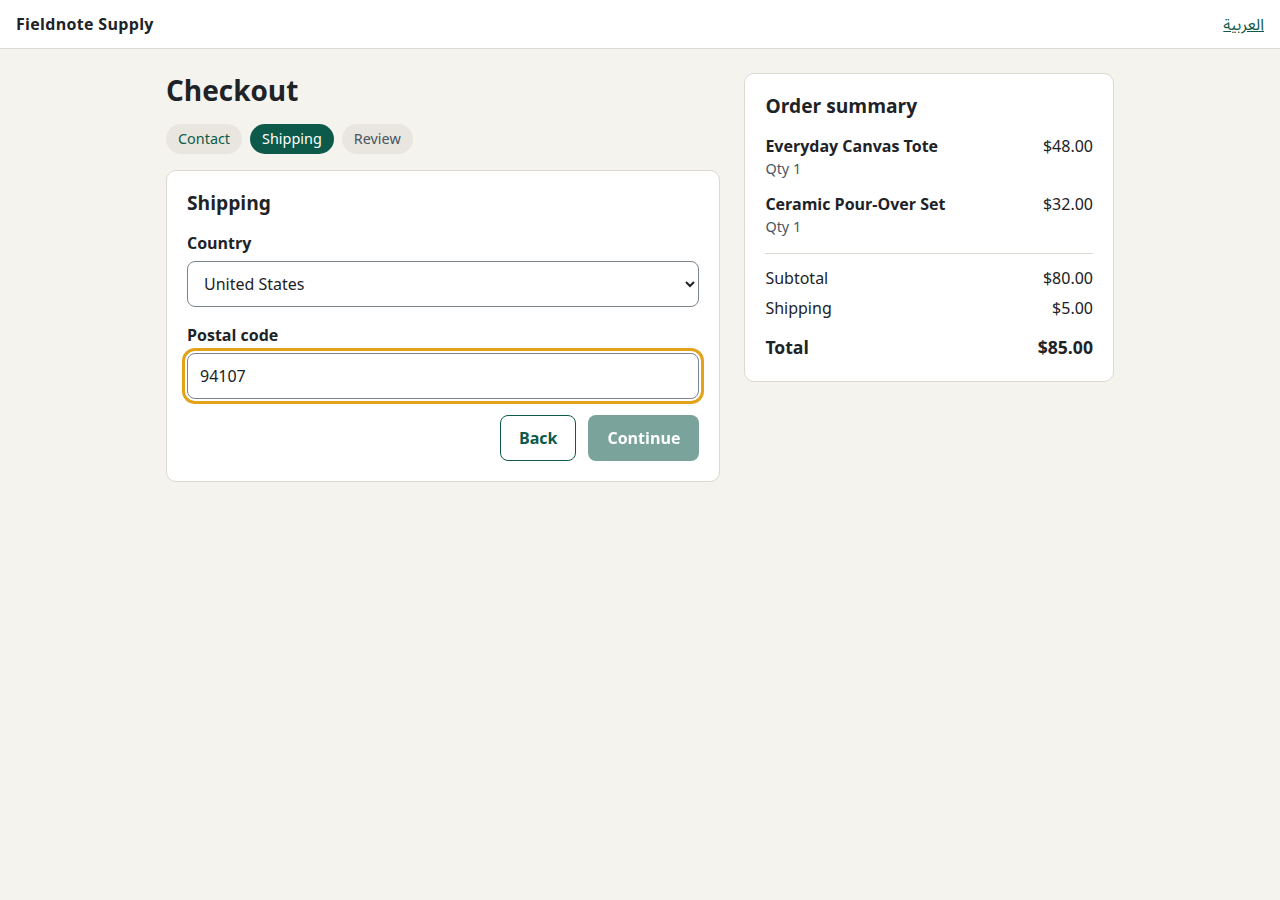 Fieldnote Supply
العربية
Checkout
Contact
Shipping
Review
Shipping
Country
United States
Postal code
94107
Back
Continue
Order summary
Everyday Canvas Tote $48.00
Qty 1
Ceramic Pour-Over Set $32.00
Qty 1
Subtotal $80.00
Shipping $5.00
Total $85.00